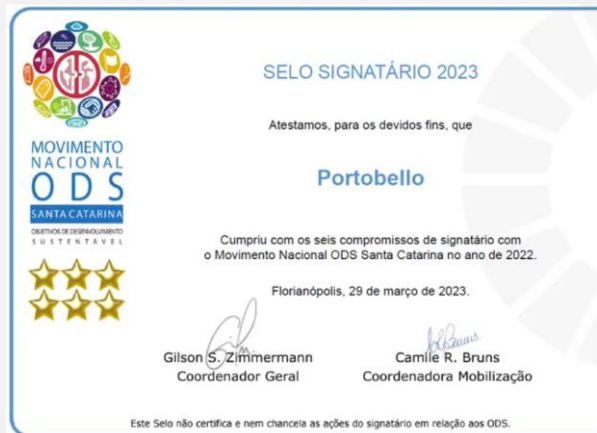 SELO SIGNATÁRIO 2023
Atestamos, para os devidos fins, que
Portobello
Cumpriu com os seis compromissos de signatário com
o Movimento Nacional ODS Santa Catarina no ano de 2022.
Florianópolis, 29 de março de 2023.
Gilson S. Zimmermann
Coordenador Geral
Camile R. Bruns
Coordenadora Mobilização
Este Selo não certifica e nem chancela as ações do signatário em relação aos ODS.
MOVIMENTO
NACIONAL
ODS
SANTA CATARINA
OBJETIVOS DE DESENVOLVIMENTO
SUSTENTÁVEL